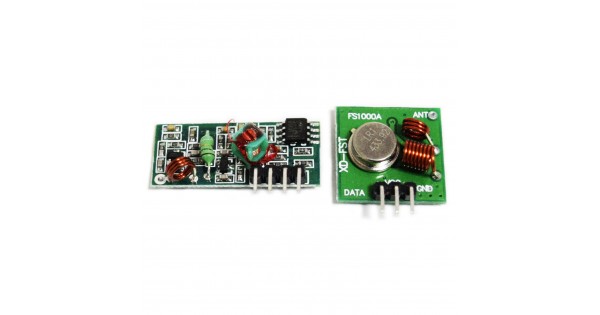 FS1000A
ANT
XD-FST
DATA
VCC
GND